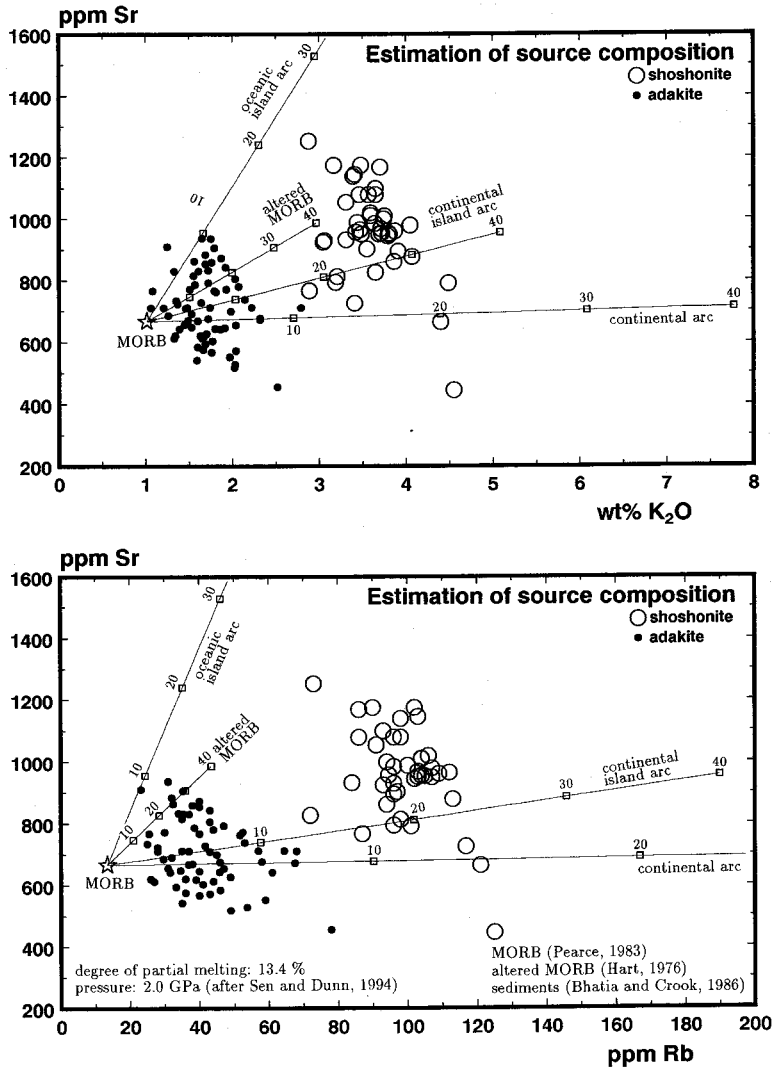 ppm Sr
1600
1400
1200
1000
800
600
400
200
0
1
2
3
4
5
6
7
8
wt% K2O
Estimation of source composition
shoshonite
adakite
oceanic
island arc
10
20
30
altered
MORB
30
40
continental
island arc
20
40
10
20
30
40
continental arc
MORB
ppm Sr
1600
1400
1200
1000
800
600
400
200
0
20
40
60
80
100
120
140
160
180
200
ppm Rb
Estimation of source composition
shoshonite
adakite
oceanic
island arc
10
20
30
altered
MORB
10
20
40
continental
island arc
10
20
30
40
10
20
continental arc
MORB
degree of partial melting: 13.4 %
pressure: 2.0 GPa (after Sen and Dunn, 1994)
MORB (Pearce, 1983)
altered MORB (Hart, 1976)
sediments (Bhatia and Crook, 1986)